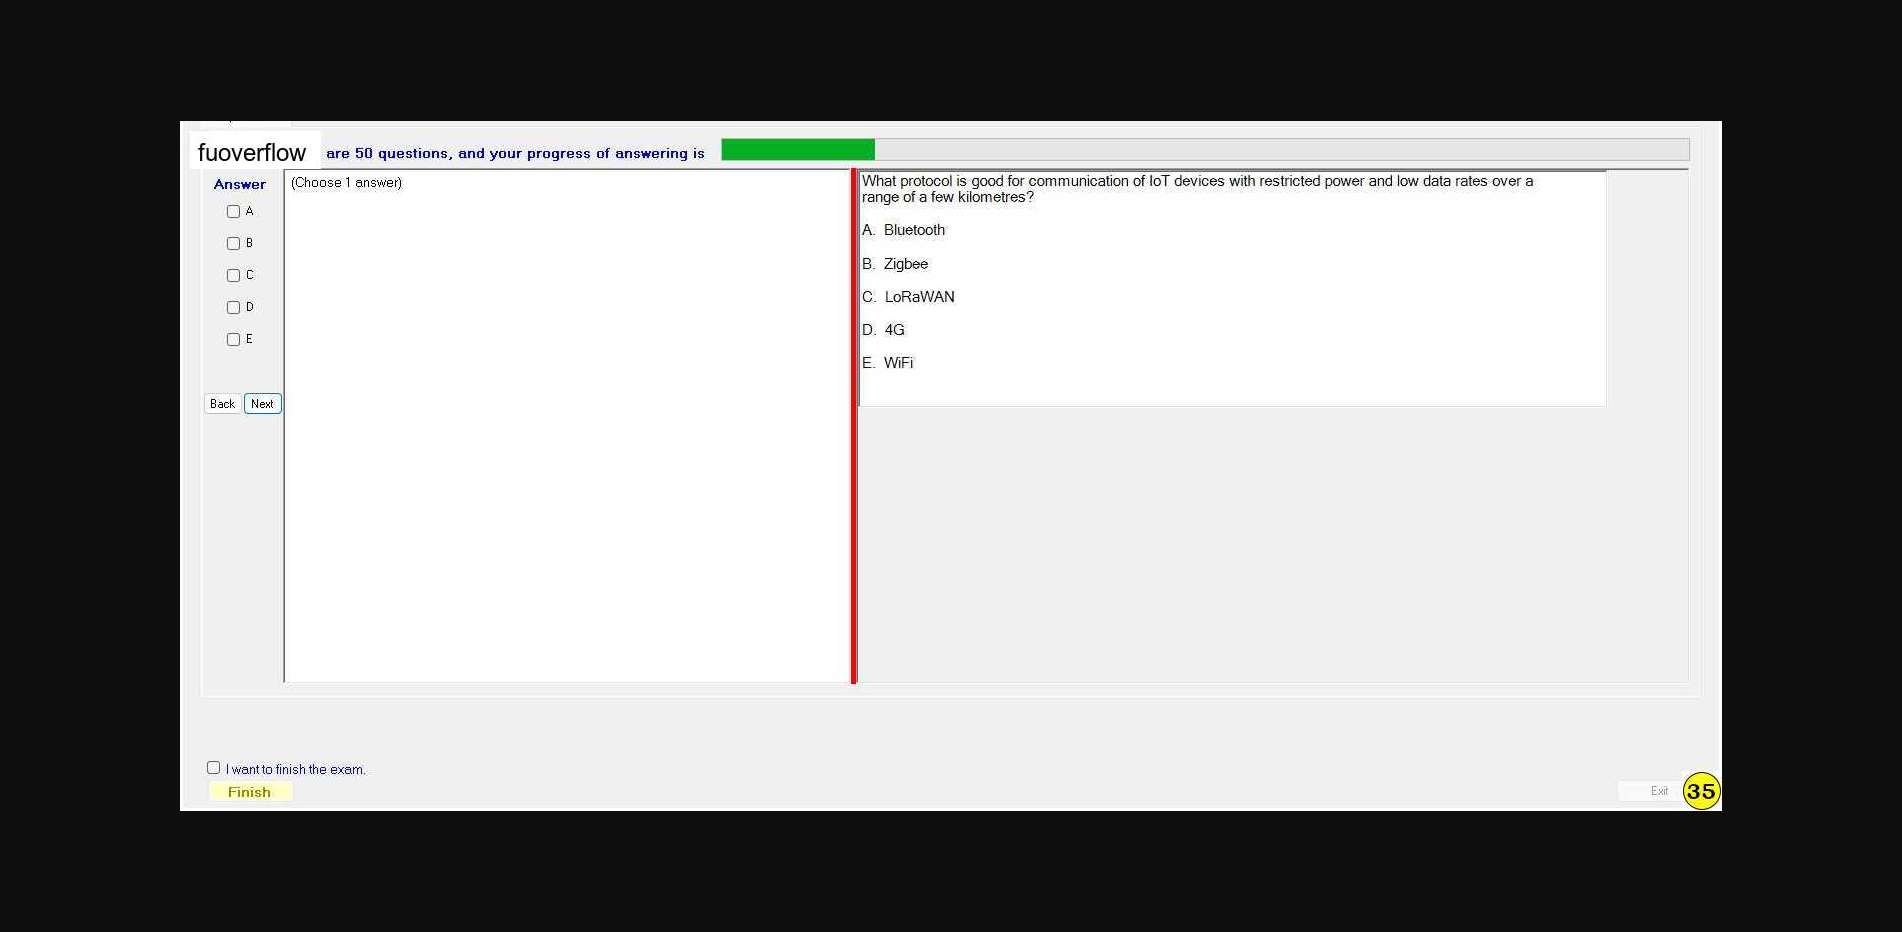 fuoverflow are 50 questions, and your progress of answering is
Answer
(Choose 1 answer)
A
B
C
D
E
Back Next
What protocol is good for communication of IoT devices with restricted power and low data rates over a
range of a few kilometres?
A. Bluetooth
B. Zigbee
C. LoRaWAN
D. 4G
E. WiFi
I want to finish the exam.
Finish
Exit
35